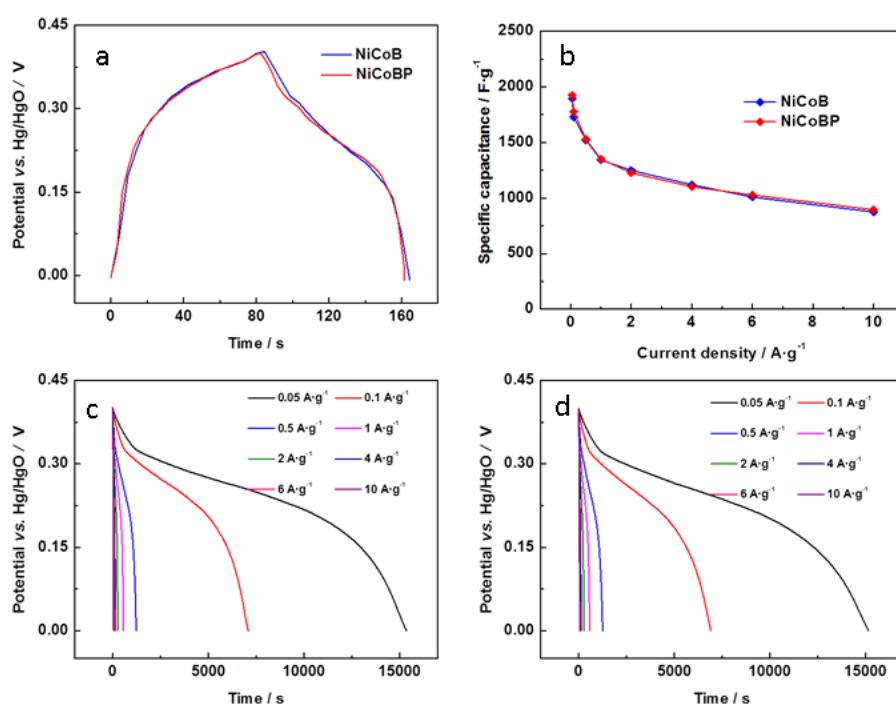 a
NiCoB
NiCoBP
0.45
0.30
0.15
0.00
Potential vs. Hg/HgO / V
0
40
80
120
160
Time / s
b
NiCoB
NiCoBP
2500
2000
1500
1000
500
0
Specific capacitance / F·g⁻¹
0
2
4
6
8
10
Current density / A·g⁻¹
c
0.05 A·g⁻¹
0.1 A·g⁻¹
0.5 A·g⁻¹
1 A·g⁻¹
2 A·g⁻¹
4 A·g⁻¹
6 A·g⁻¹
10 A·g⁻¹
0.45
0.30
0.15
0.00
Potential vs. Hg/HgO / V
0
5000
10000
15000
Time / s
d
0.05 A·g⁻¹
0.1 A·g⁻¹
0.5 A·g⁻¹
1 A·g⁻¹
2 A·g⁻¹
4 A·g⁻¹
6 A·g⁻¹
10 A·g⁻¹
0.45
0.30
0.15
0.00
Potential vs. Hg/HgO / V
0
5000
10000
15000
Time / s